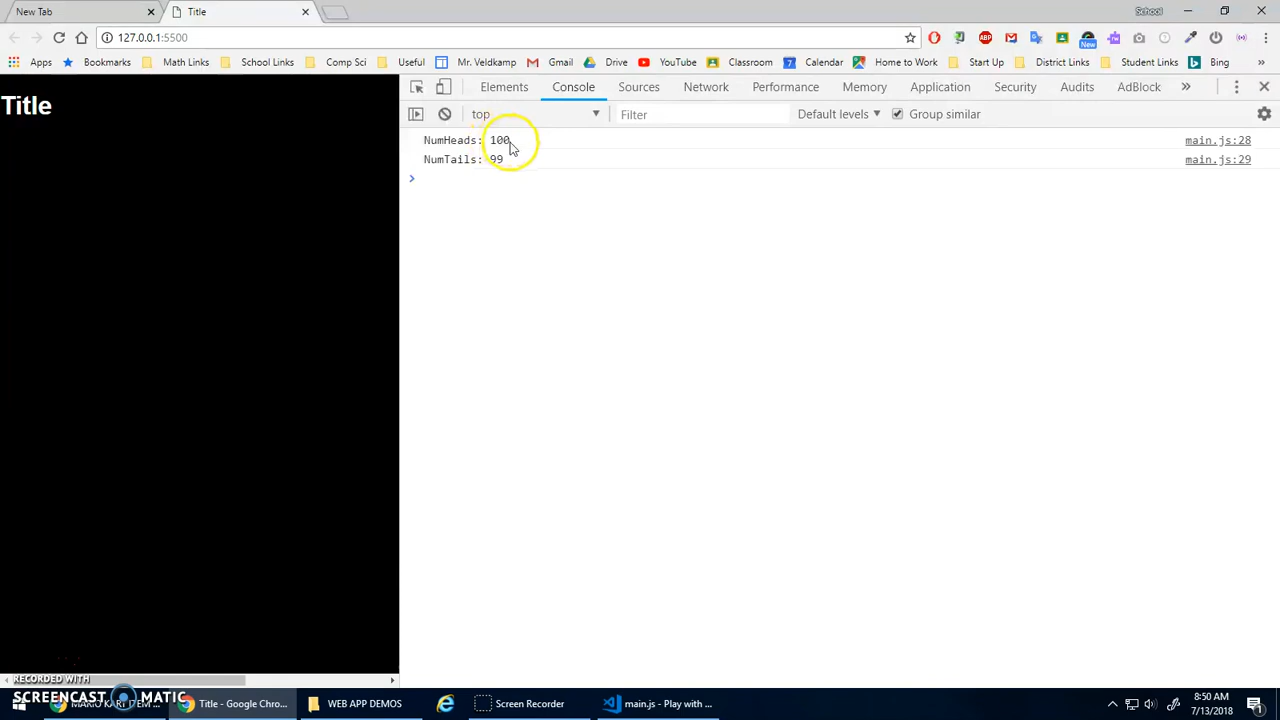 New Tab
Title
School
127.0.0.1:5500
ABP
New
Apps
Bookmarks
Math Links
School Links
Comp Sci
Useful
Mr. Veldkamp
Gmail
Drive
YouTube
Classroom
Calendar
Home to Work
Start Up
District Links
Student Links
Bing
Title
Elements
Console
Sources
Network
Performance
Memory
Application
Security
Audits
AdBlock
top
Filter
Default levels
Group similar
NumHeads: 100 main.js:28
NumTails: 99 main.js:29
RECORDED WITH
SCREENCAST MATIC
Title - Google Chro...
WEB APP DEMOS
Screen Recorder
main.js - Play with ...
8:50 AM
7/13/2018